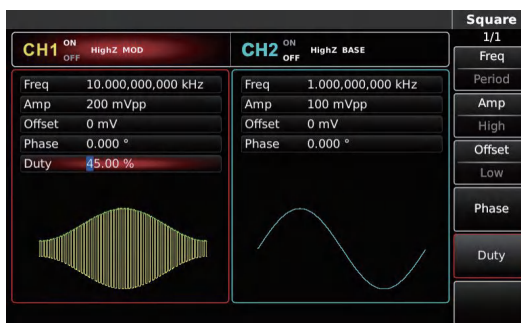 Square
1/1
CH1 ON OFF HighZ MOD
CH2 ON OFF HighZ BASE
Freq 10.000,000,000 kHz
Amp 200 mVpp
Offset 0 mV
Phase 0.000 °
Duty 45.00 %
Freq 1.000,000,000 kHz
Amp 100 mVpp
Offset 0 mV
Phase 0.000 °
Freq
Period
Amp
High
Offset
Low
Phase
Duty